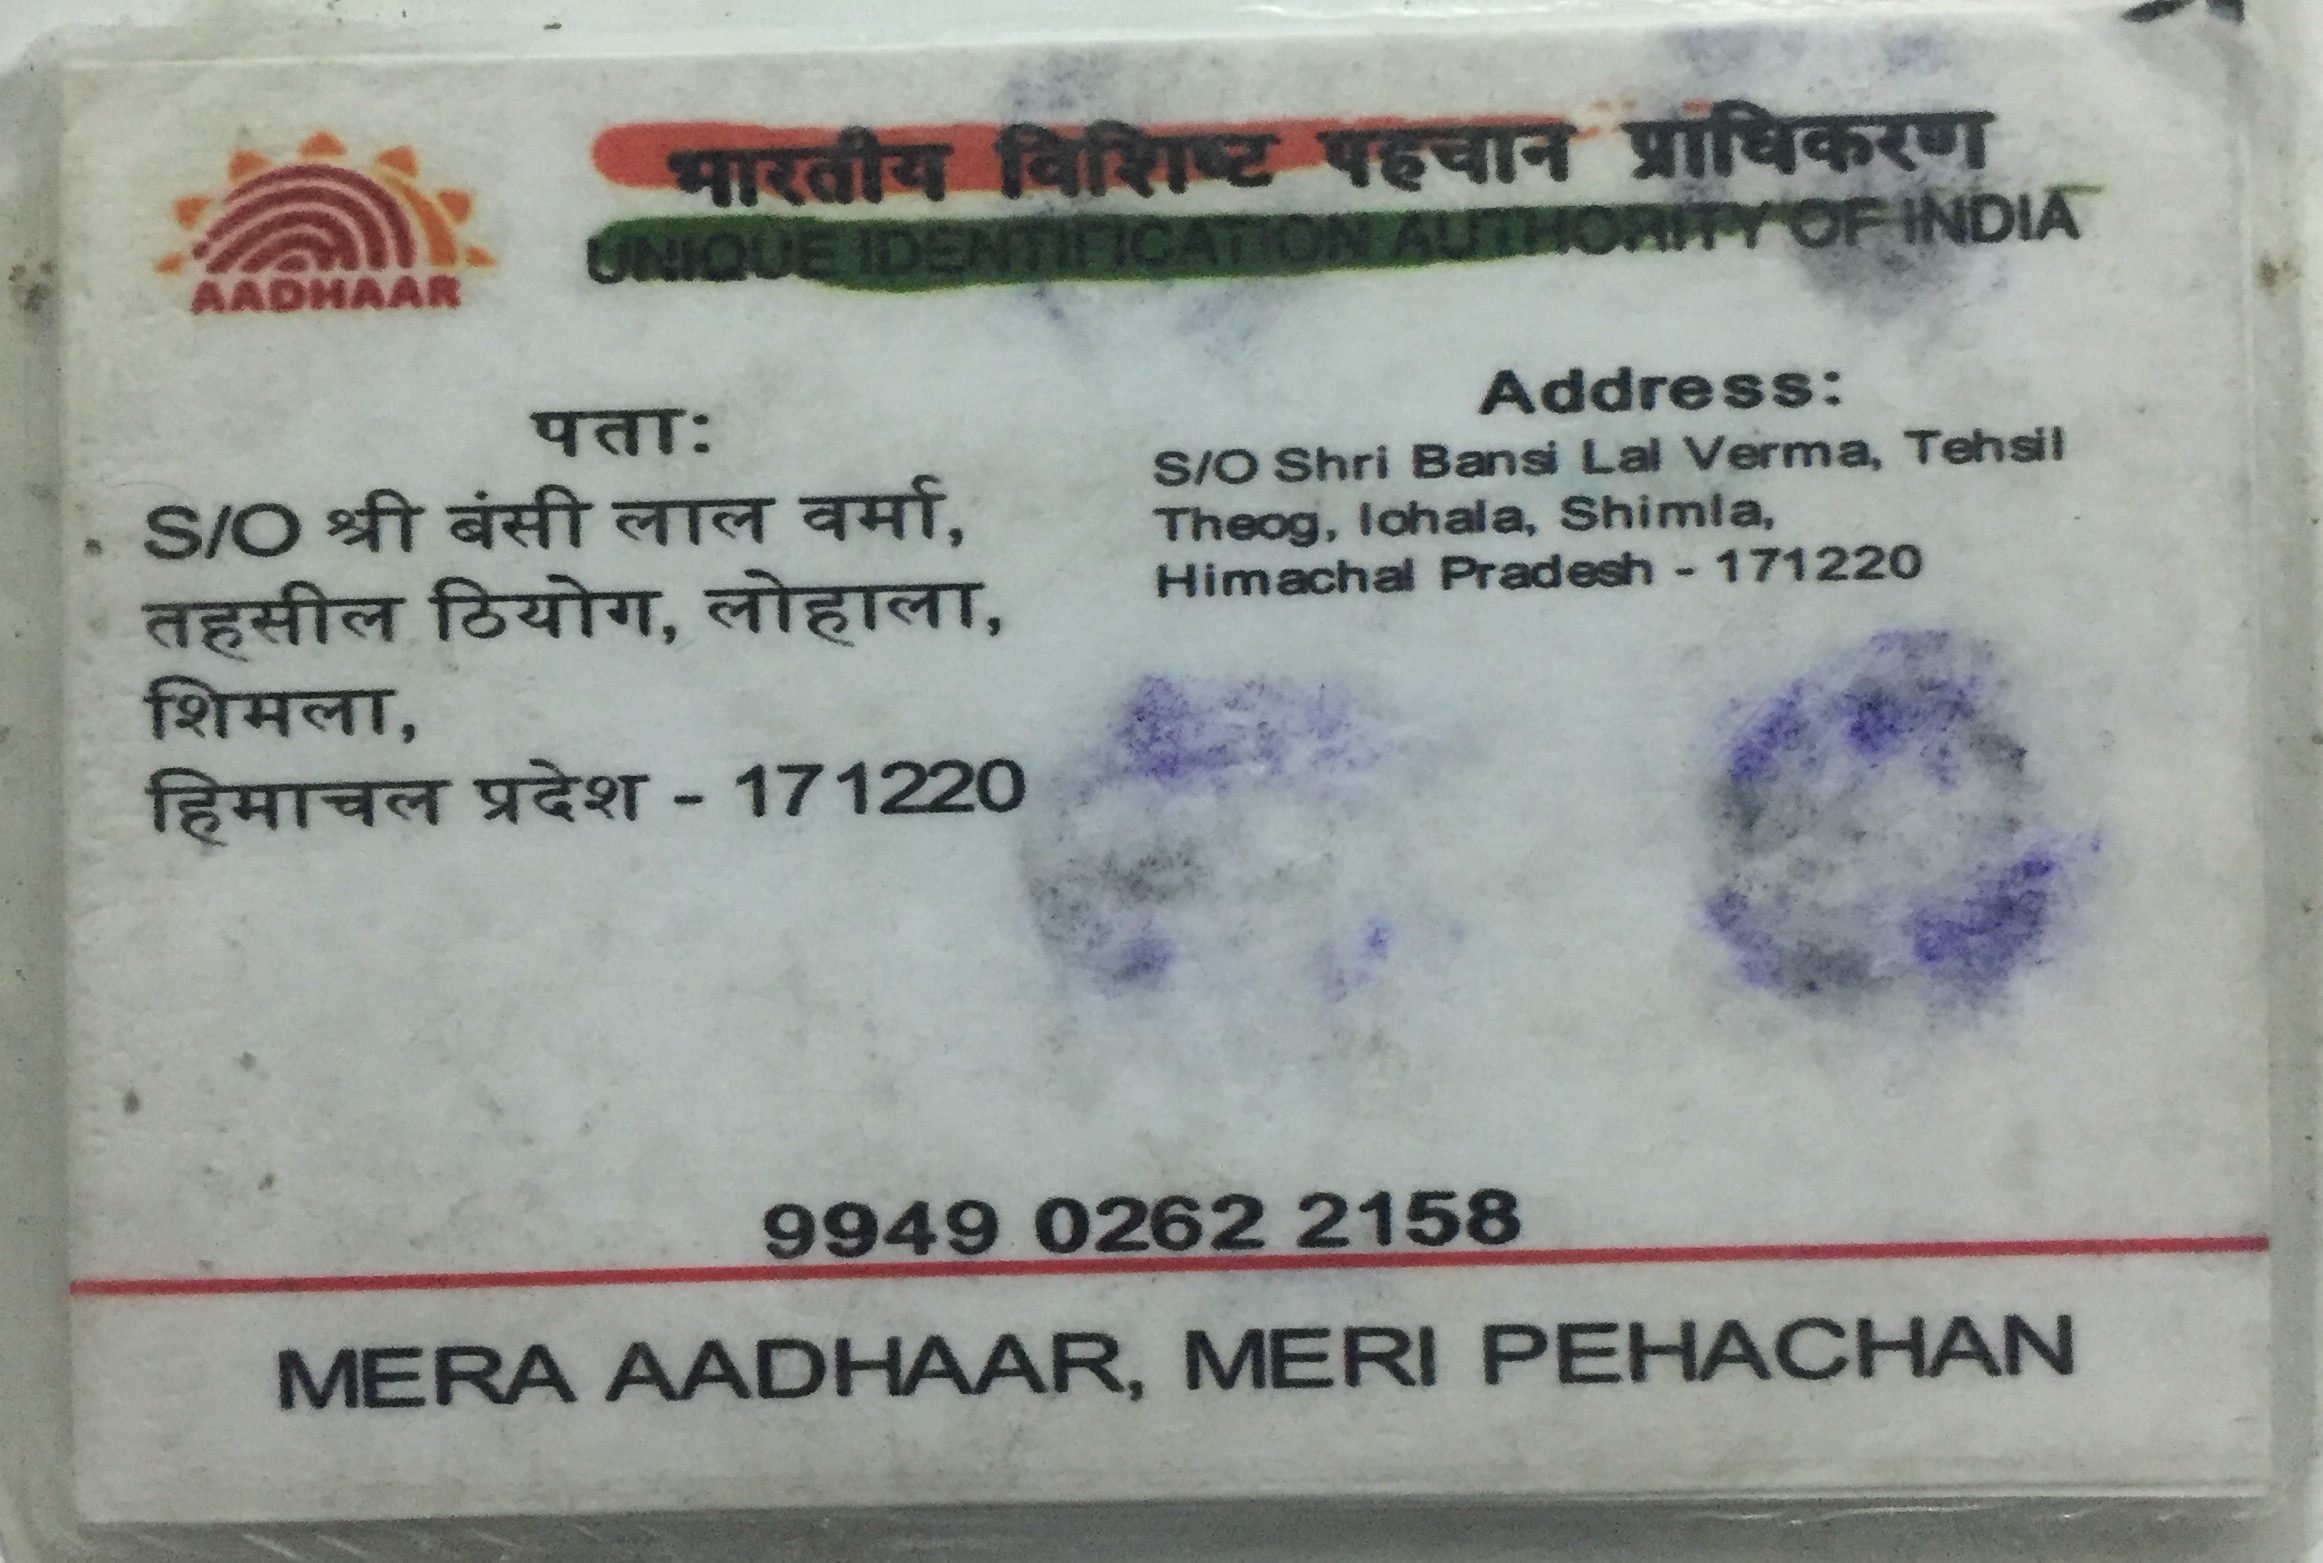 भारतीय विशिष्ट पहचान प्राधिकरण
UNIQUE IDENTIFICATION AUTHORITY OF INDIA
AADHAAR
पता:
S/O श्री बंसी लाल वर्मा,
तहसील ठियोग, लोहाला,
शिमला,
हिमाचल प्रदेश - 171220
Address:
S/O Shri Bansi Lal Verma, Tehsil
Theog, lohala, Shimla,
Himachal Pradesh - 171220
9949 0262 2158
MERA AADHAAR, MERI PEHACHAN